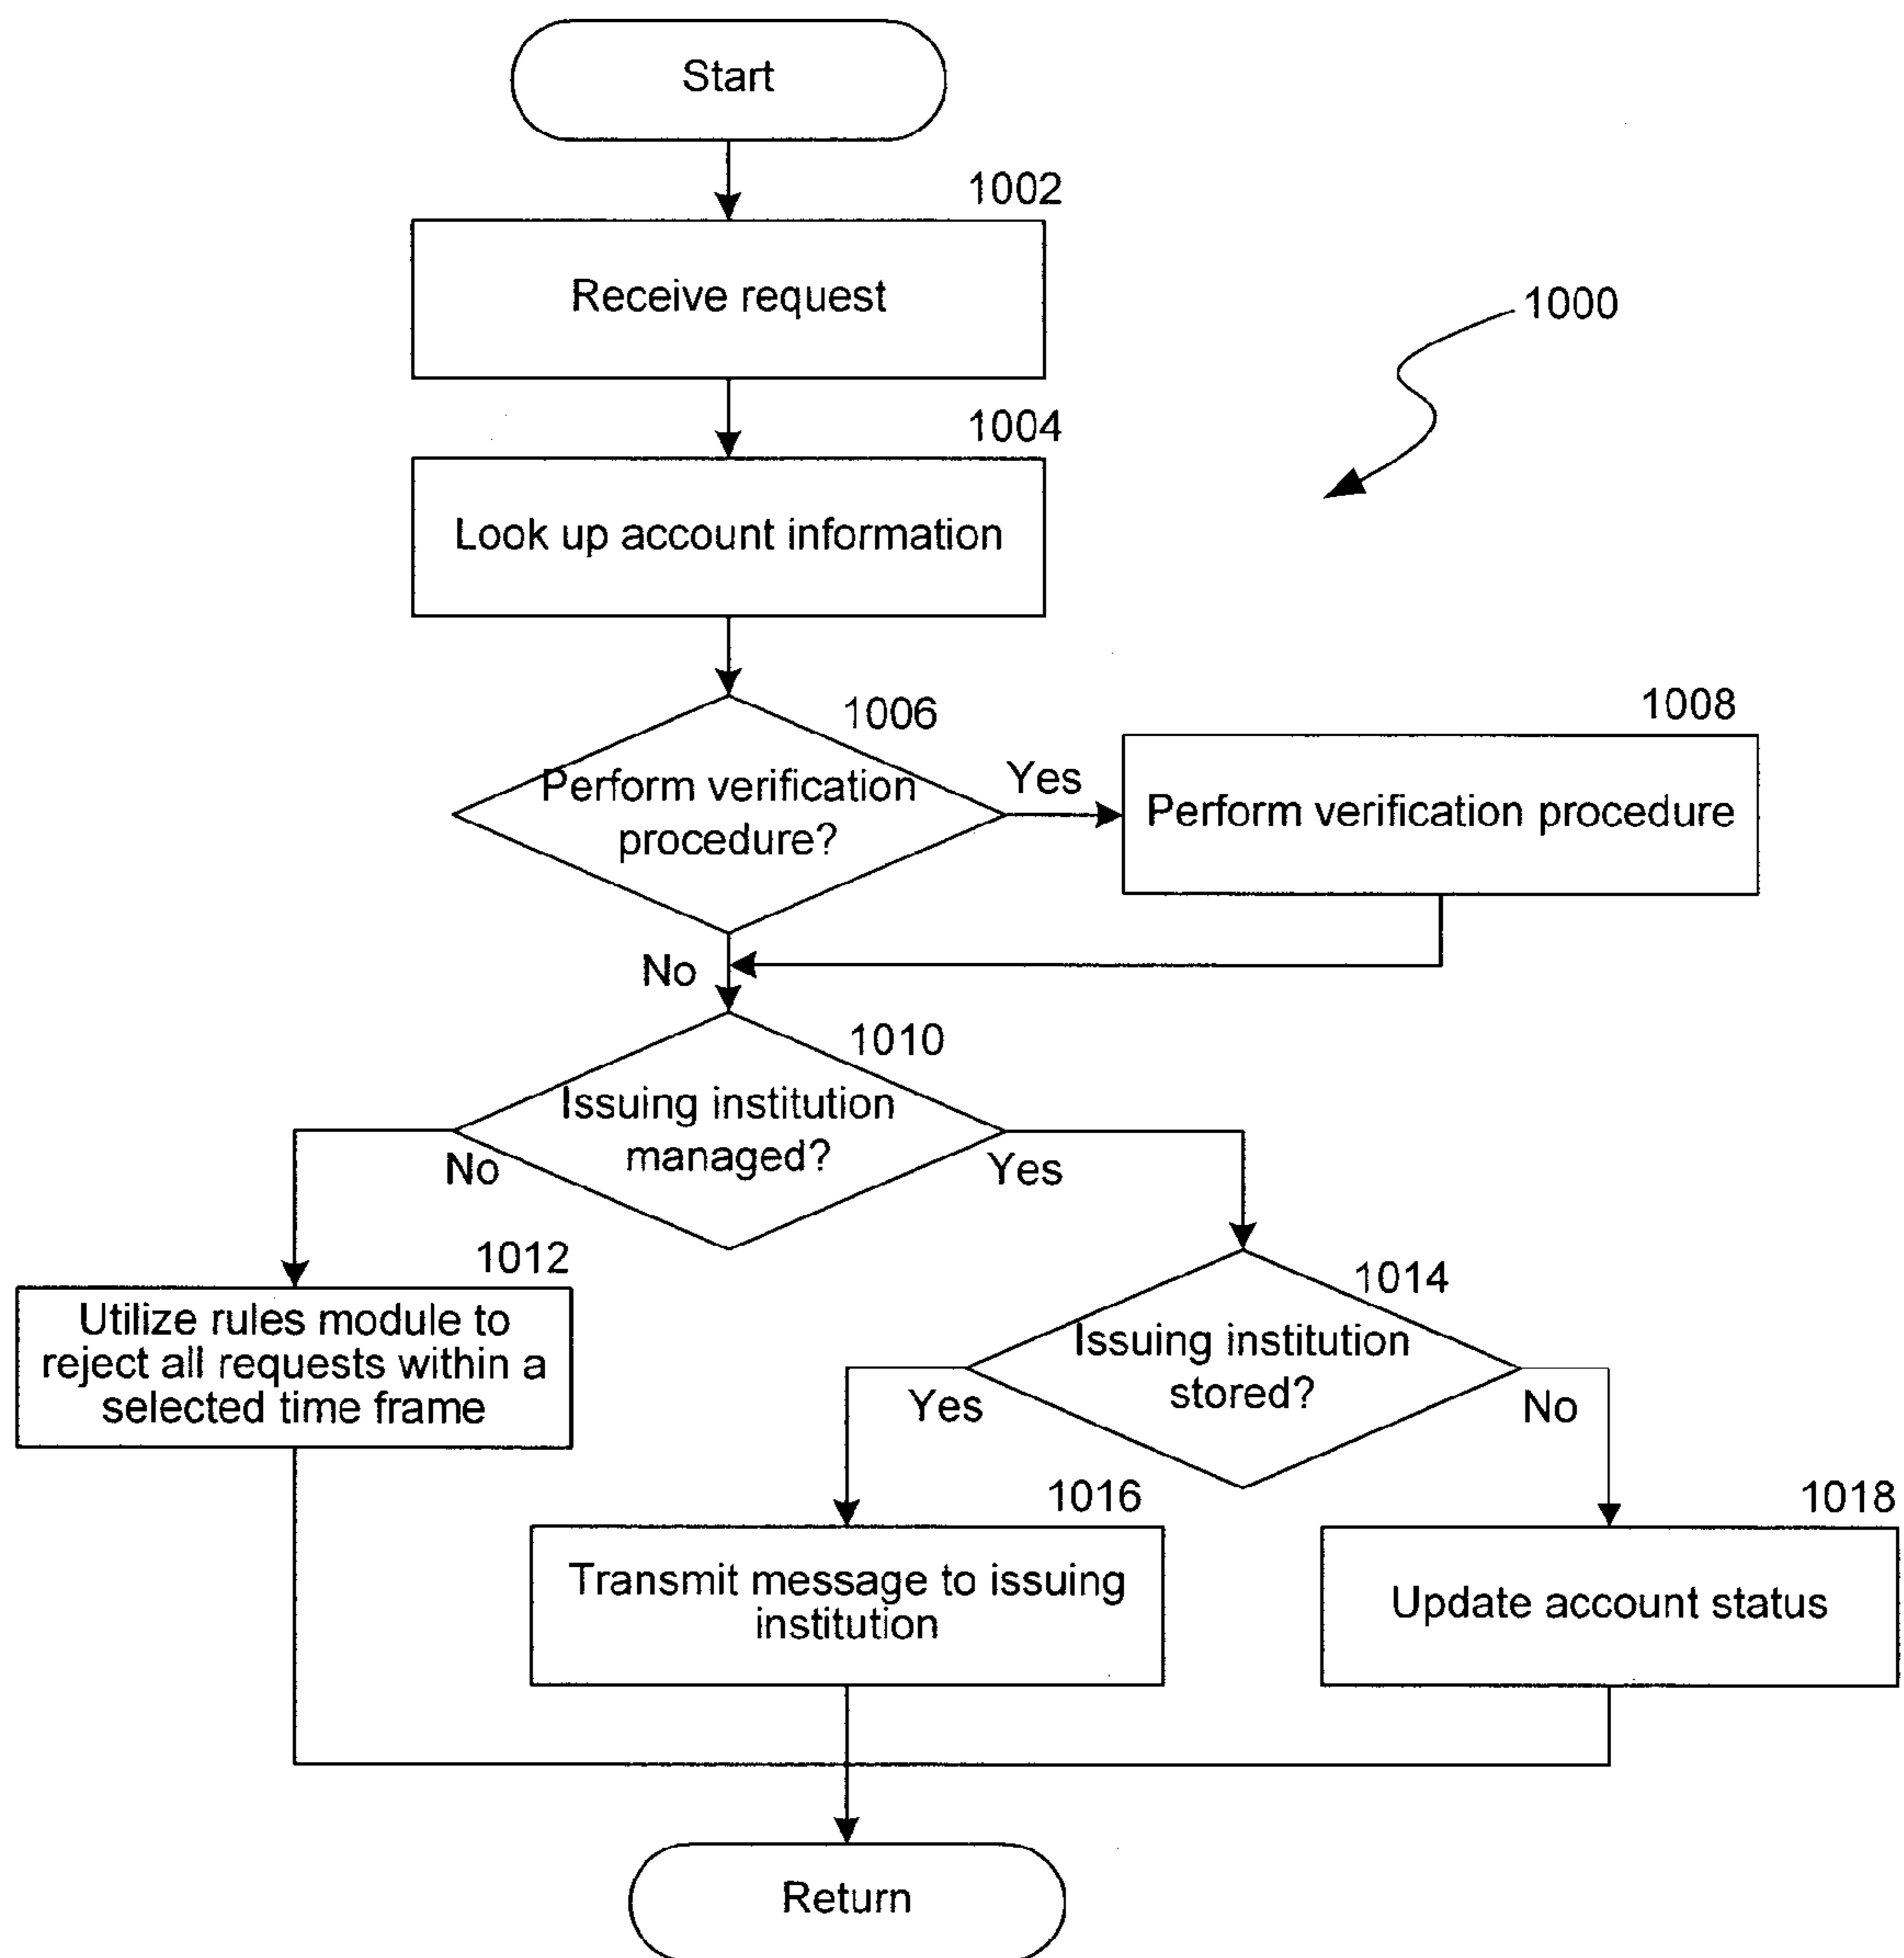 Start
1002
Receive request
1000
1004
Look up account information
1006
Perform verification
procedure?
Yes
1008
Perform verification procedure
No
1010
Issuing institution
managed?
No
Yes
1012
Utilize rules module to
reject all requests within a
selected time frame
1014
Issuing institution
stored?
Yes
No
1016
Transmit message to issuing
institution
1018
Update account status
Return